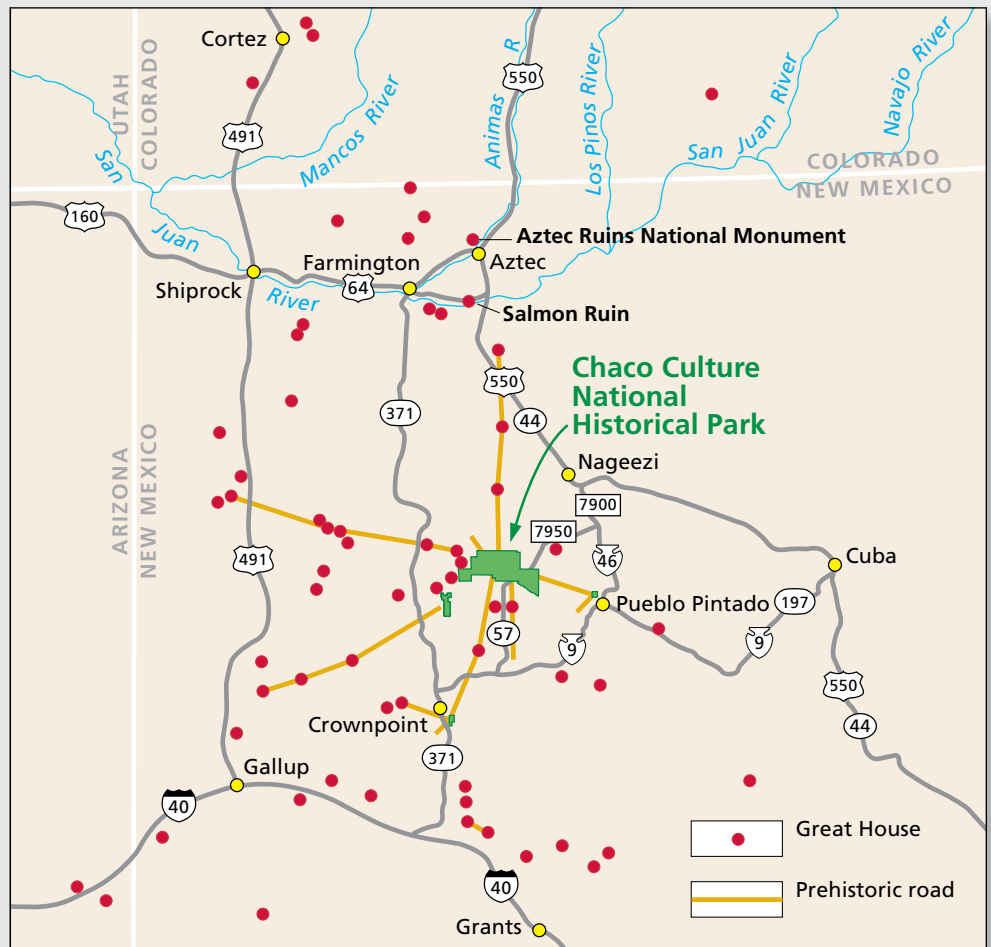 Cortez
550
Animas R
Los Pinos River
San Juan River
Navajo River
UTAH
COLORADO
491
Mancos River
San
Juan
River
COLORADO
NEW MEXICO
160
Aztec Ruins National Monument
Farmington
Aztec
Shiprock
64
Salmon Ruin
Chaco Culture
National
Historical Park
550
371
44
Nageezi
ARIZONA
NEW MEXICO
7900
7950
491
46
Cuba
Pueblo Pintado
197
57
9
9
550
Crownpoint
44
371
Gallup
40
Great House
40
Prehistoric road
Grants